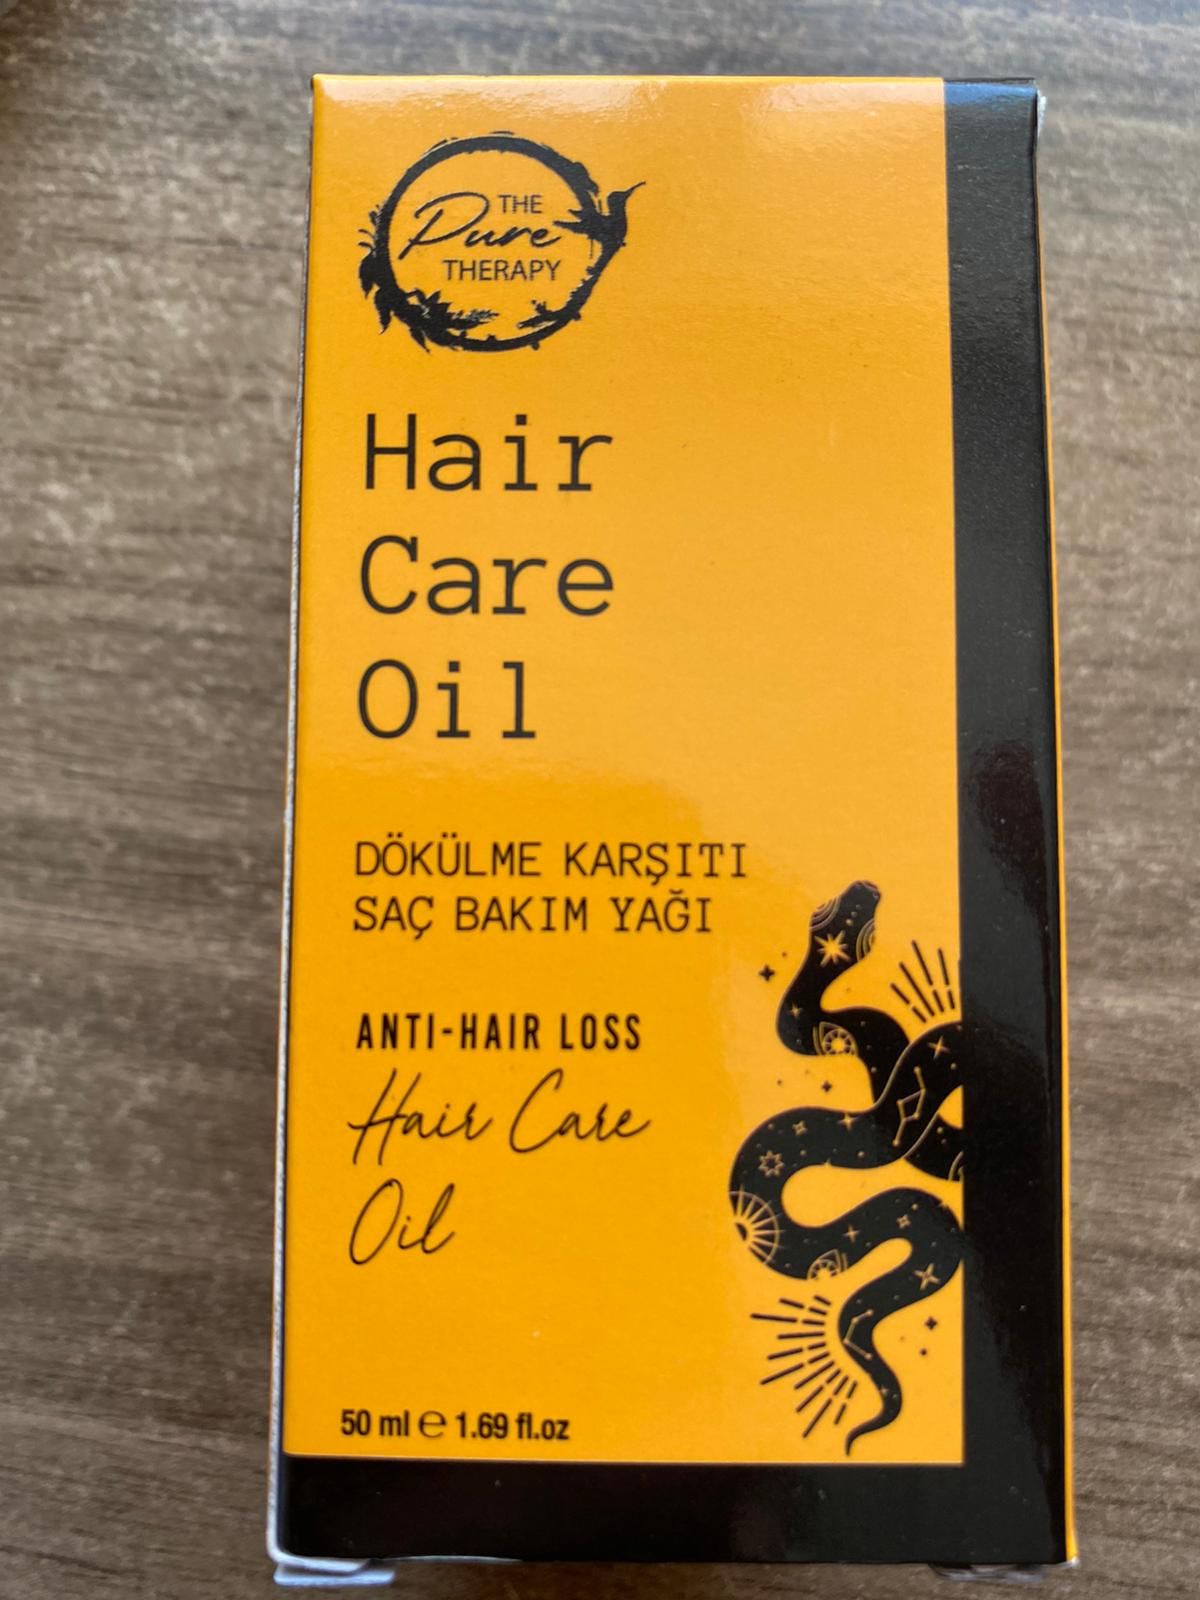 THE
Pure
THERAPY
Hair
Care
Oil
DÖKÜLME KARŞITI
SAÇ BAKIM YAĞI
ANTI-HAIR LOSS
Hair Care
Oil
50 ml ℮ 1.69 fl.oz